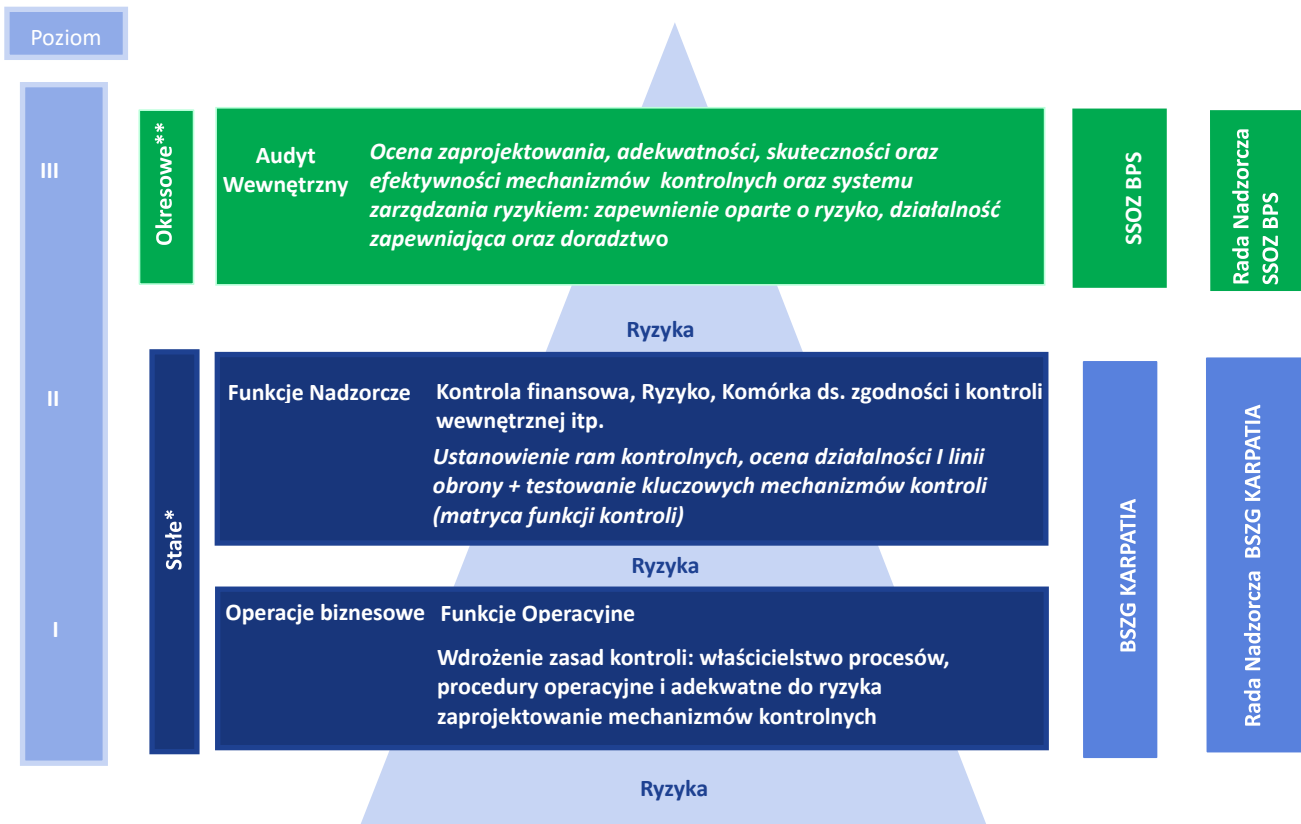 Poziom
III
Okresowe**
Audyt
Wewnętrzny
Ocena zaprojektowania, adekwatności, skuteczności oraz
efektywności mechanizmów kontrolnych oraz systemu
zarządzania ryzykiem: zapewnienie oparte o ryzyko, działalność
zapewniająca oraz doradztwo
SSOZ BPS
Rada Nadzorcza
SSOZ BPS
Ryzyka
II
Stałe*
Funkcje Nadzorcze
Kontrola finansowa, Ryzyko, Komórka ds. zgodności i kontroli
wewnętrznej itp.
Ustanowienie ram kontrolnych, ocena działalności I linii
obrony + testowanie kluczowych mechanizmów kontroli
(matryca funkcji kontroli)
BSZG KARPATIA
Rada Nadzorcza BSZG KARPATIA
Ryzyka
I
Operacje biznesowe
Funkcje Operacyjne
Wdrożenie zasad kontroli: właścicielstwo procesów,
procedury operacyjne i adekwatne do ryzyka
zaprojektowanie mechanizmów kontrolnych
Ryzyka